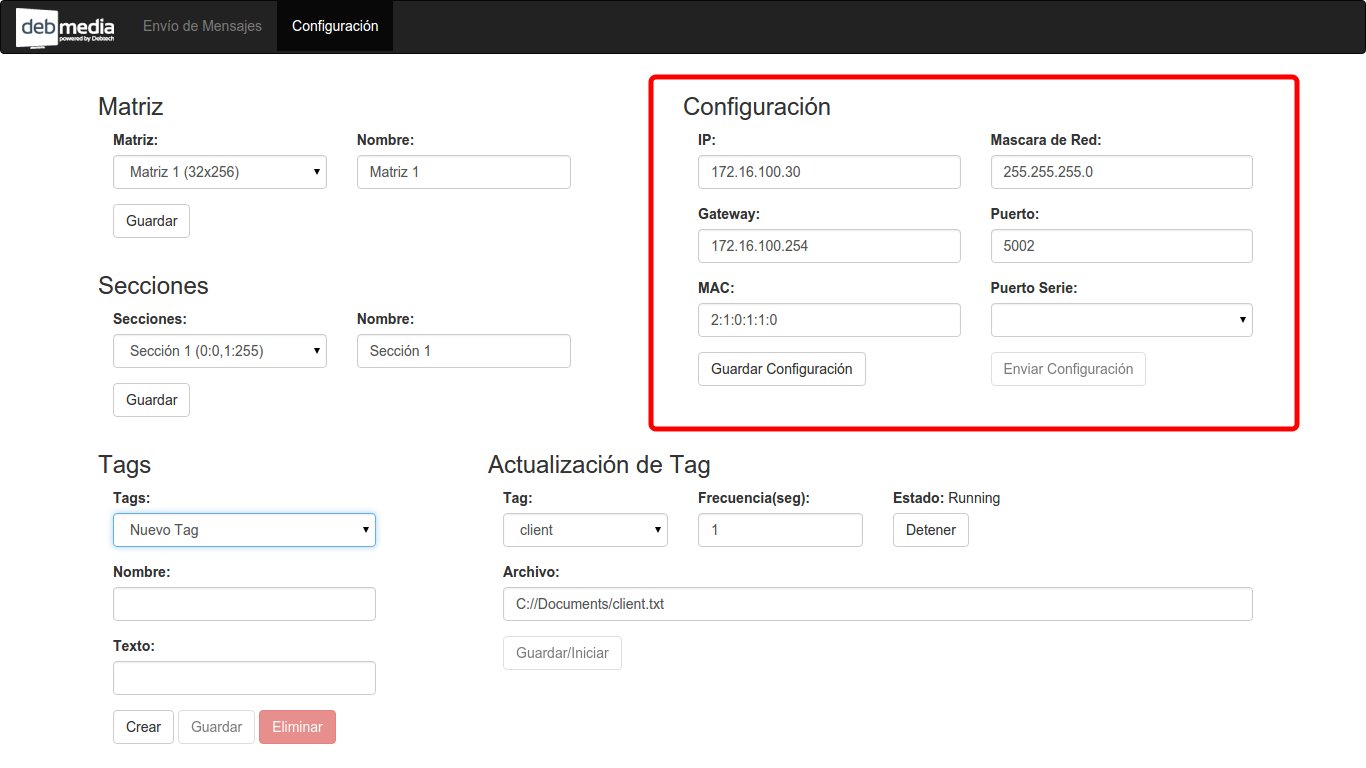 debmedia
powered by Debtech
Envío de Mensajes
Configuración
Matriz
Matriz:
Nombre:
Matriz 1 (32x256)
Matriz 1
Guardar
Secciones
Secciones:
Nombre:
Sección 1 (0:0,1:255)
Sección 1
Guardar
Configuración
IP:
Mascara de Red:
172.16.100.30
255.255.255.0
Gateway:
Puerto:
172.16.100.254
5002
MAC:
Puerto Serie:
2:1:0:1:1:0
Guardar Configuración
Enviar Configuración
Tags
Tags:
Nuevo Tag
Nombre:
Texto:
Crear
Guardar
Eliminar
Actualización de Tag
Tag:
Frecuencia(seg):
Estado: Running
client
1
Detener
Archivo:
C://Documents/client.txt
Guardar/Iniciar